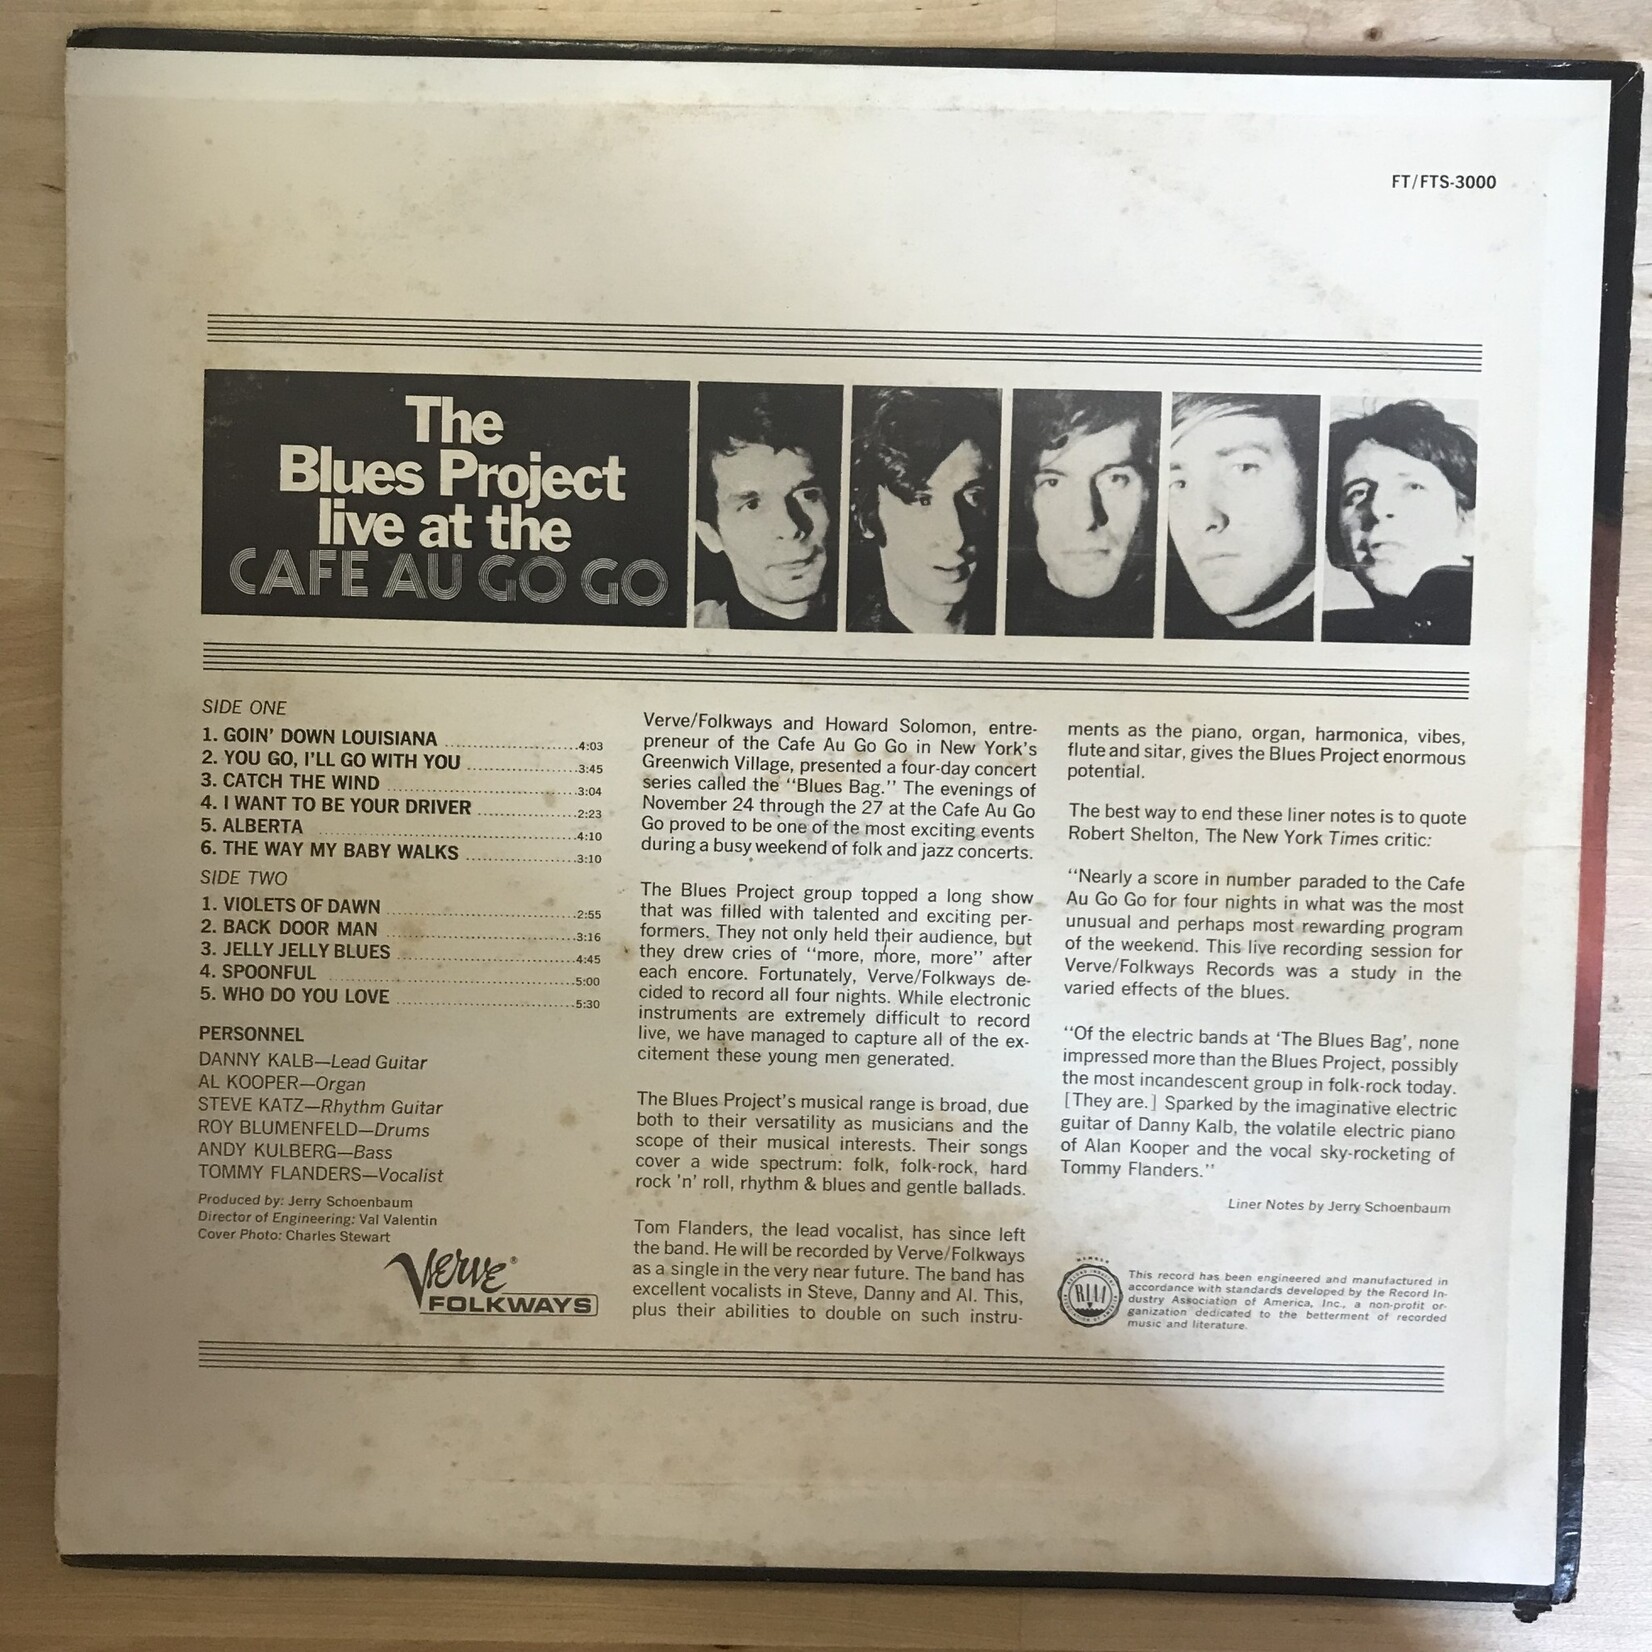 FT/FTS-3000
The
Blues Project
live at the
CAFE AU GO GO
SIDE ONE
1. GOIN' DOWN LOUISIANA ........................4:03
2. YOU GO, I'LL GO WITH YOU ....................3:45
3. CATCH THE WIND ..................................3:04
4. I WANT TO BE YOUR DRIVER ..................2:23
5. ALBERTA ..............................................4:10
6. THE WAY MY BABY WALKS ....................3:10
SIDE TWO
1. VIOLETS OF DAWN ..................................2:55
2. BACK DOOR MAN ..................................3:16
3. JELLY JELLY BLUES ................................4:45
4. SPOONFUL ............................................5:00
5. WHO DO YOU LOVE ................................5:30
PERSONNEL
DANNY KALB—Lead Guitar
AL KOOPER—Organ
STEVE KATZ—Rhythm Guitar
ROY BLUMENFELD—Drums
ANDY KULBERG—Bass
TOMMY FLANDERS—Vocalist
Produced by: Jerry Schoenbaum
Director of Engineering: Val Valentin
Cover Photo: Charles Stewart
Verve®
FOLKWAYS
Verve/Folkways and Howard Solomon, entre-
preneur of the Cafe Au Go Go in New York's
Greenwich Village, presented a four-day concert
series called the "Blues Bag." The evenings of
November 24 through the 27 at the Cafe Au Go
Go proved to be one of the most exciting events
during a busy weekend of folk and jazz concerts.
The Blues Project group topped a long show
that was filled with talented and exciting per-
formers. They not only held their audience, but
they drew cries of "more, more, more" after
each encore. Fortunately, Verve/Folkways de-
cided to record all four nights. While electronic
instruments are extremely difficult to record
live, we have managed to capture all of the ex-
citement these young men generated.
The Blues Project's musical range is broad, due
both to their versatility as musicians and the
scope of their musical interests. Their songs
cover a wide spectrum: folk, folk-rock, hard
rock 'n' roll, rhythm & blues and gentle ballads.
Tom Flanders, the lead vocalist, has since left
the band. He will be recorded by Verve/Folkways
as a single in the very near future. The band has
excellent vocalists in Steve, Danny and Al. This,
plus their abilities to double on such instru-
ments as the piano, organ, harmonica, vibes,
flute and sitar, gives the Blues Project enormous
potential.
The best way to end these liner notes is to quote
Robert Shelton, The New York Times critic:
"Nearly a score in number paraded to the Cafe
Au Go Go for four nights in what was the most
unusual and perhaps most rewarding program
of the weekend. This live recording session for
Verve/Folkways Records was a study in the
varied effects of the blues.
"Of the electric bands at 'The Blues Bag', none
impressed more than the Blues Project, possibly
the most incandescent group in folk-rock today.
[They are.] Sparked by the imaginative electric
guitar of Danny Kalb, the volatile electric piano
of Alan Kooper and the vocal sky-rocketing of
Tommy Flanders."
Liner Notes by Jerry Schoenbaum
This record has been engineered and manufactured in
accordance with standards developed by the Record In-
dustry Association of America, Inc., a non-profit or-
ganization dedicated to the betterment of recorded
music and literature.